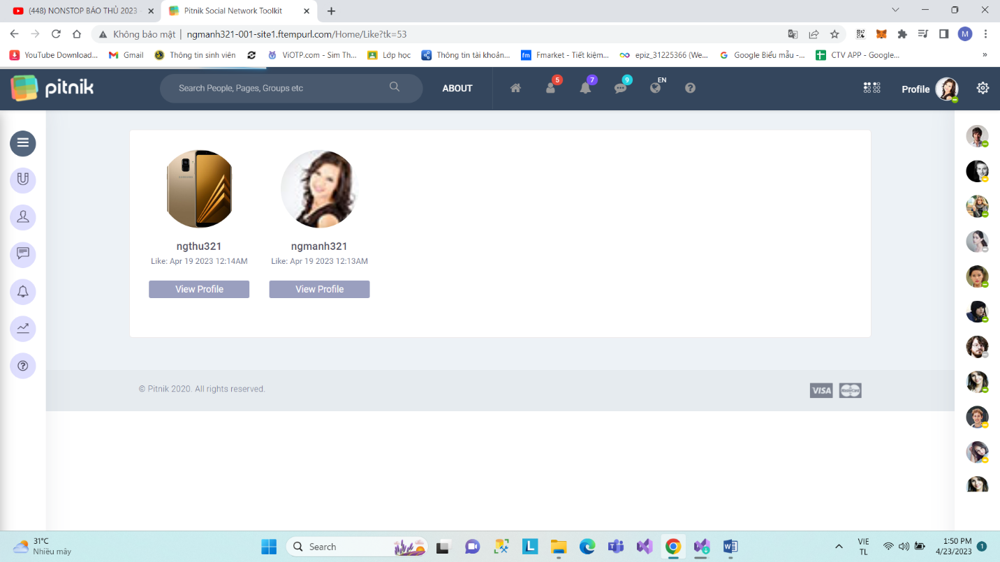 (448) NONSTOP BÁO THỦ 2023 -
Pitnik Social Network Toolkit
Không bảo mật | ngmanh321-001-site1.ftempurl.com/Home/Like?tk=53
M
YouTube Download...
Gmail
Thông tin sinh viên
ViOTP.com - Sim Th...
Lớp học
Thông tin tài khoản...
fm Fmarket - Tiết kiệm...
epiz_31225366 (We...
Google Biểu mẫu -...
CTV APP - Google...
»
pitnik
Search People, Pages, Groups etc
ABOUT
5
7
9
EN
Profile
SAMSUNG
ngthu321
ngmanh321
Like: Apr 19 2023 12:14AM
Like: Apr 19 2023 12:13AM
View Profile
View Profile
© Pitnik 2020. All rights reserved.
VISA
MasterCard
31°C
Nhiều mây
Search
VIE
TL
1:50 PM
4/23/2023
1